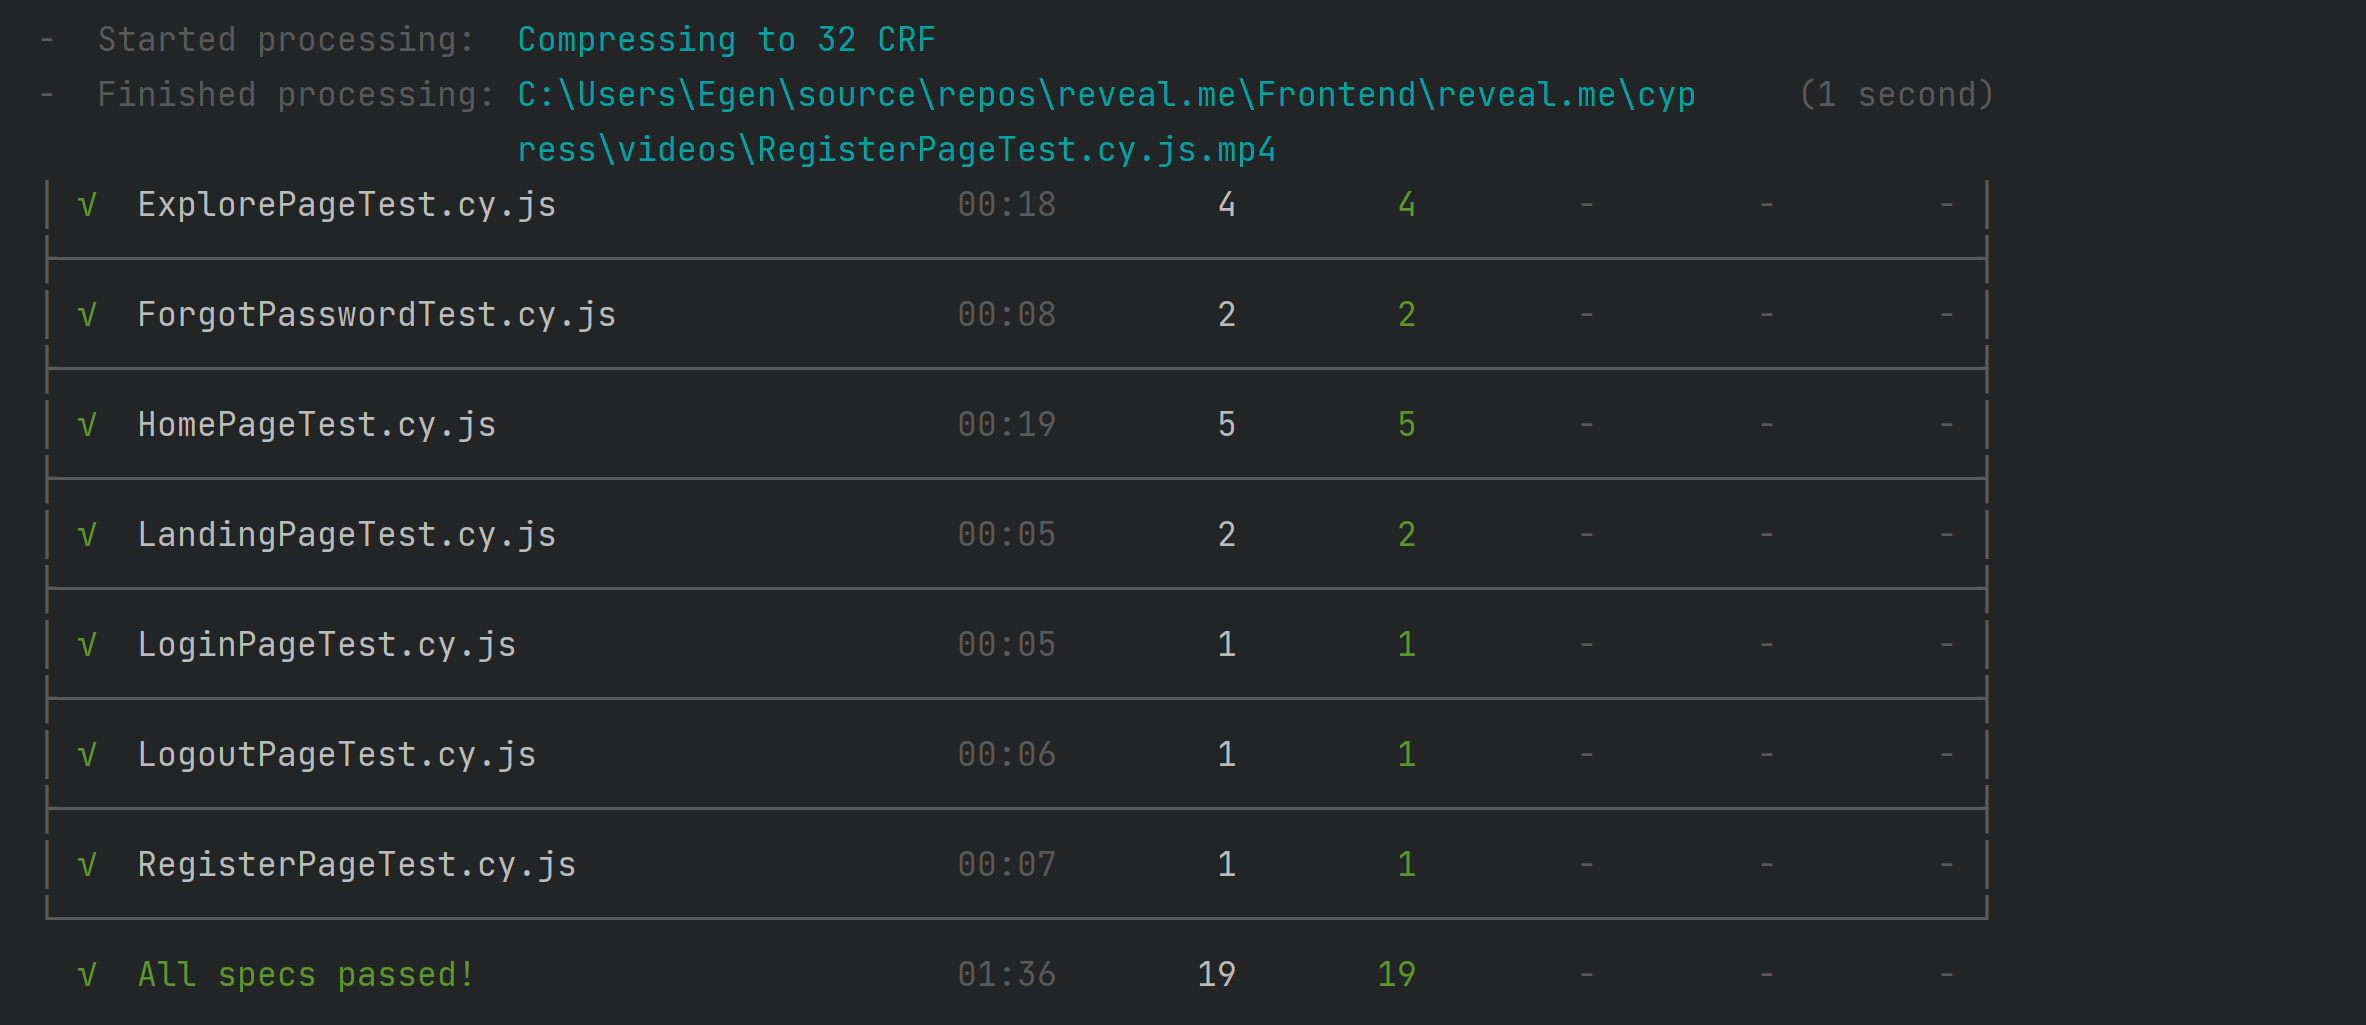 - Started processing: Compressing to 32 CRF
- Finished processing: C:\Users\Egen\source\repos\reveal.me\Frontend\reveal.me\cyp (1 second)
ress\videos\RegisterPageTest.cy.js.mp4
√ ExplorePageTest.cy.js 00:18 4 4 - - -
√ ForgotPasswordTest.cy.js 00:08 2 2 - - -
√ HomePageTest.cy.js 00:19 5 5 - - -
√ LandingPageTest.cy.js 00:05 2 2 - - -
√ LoginPageTest.cy.js 00:05 1 1 - - -
√ LogoutPageTest.cy.js 00:06 1 1 - - -
√ RegisterPageTest.cy.js 00:07 1 1 - - -
√ All specs passed! 01:36 19 19 - - -